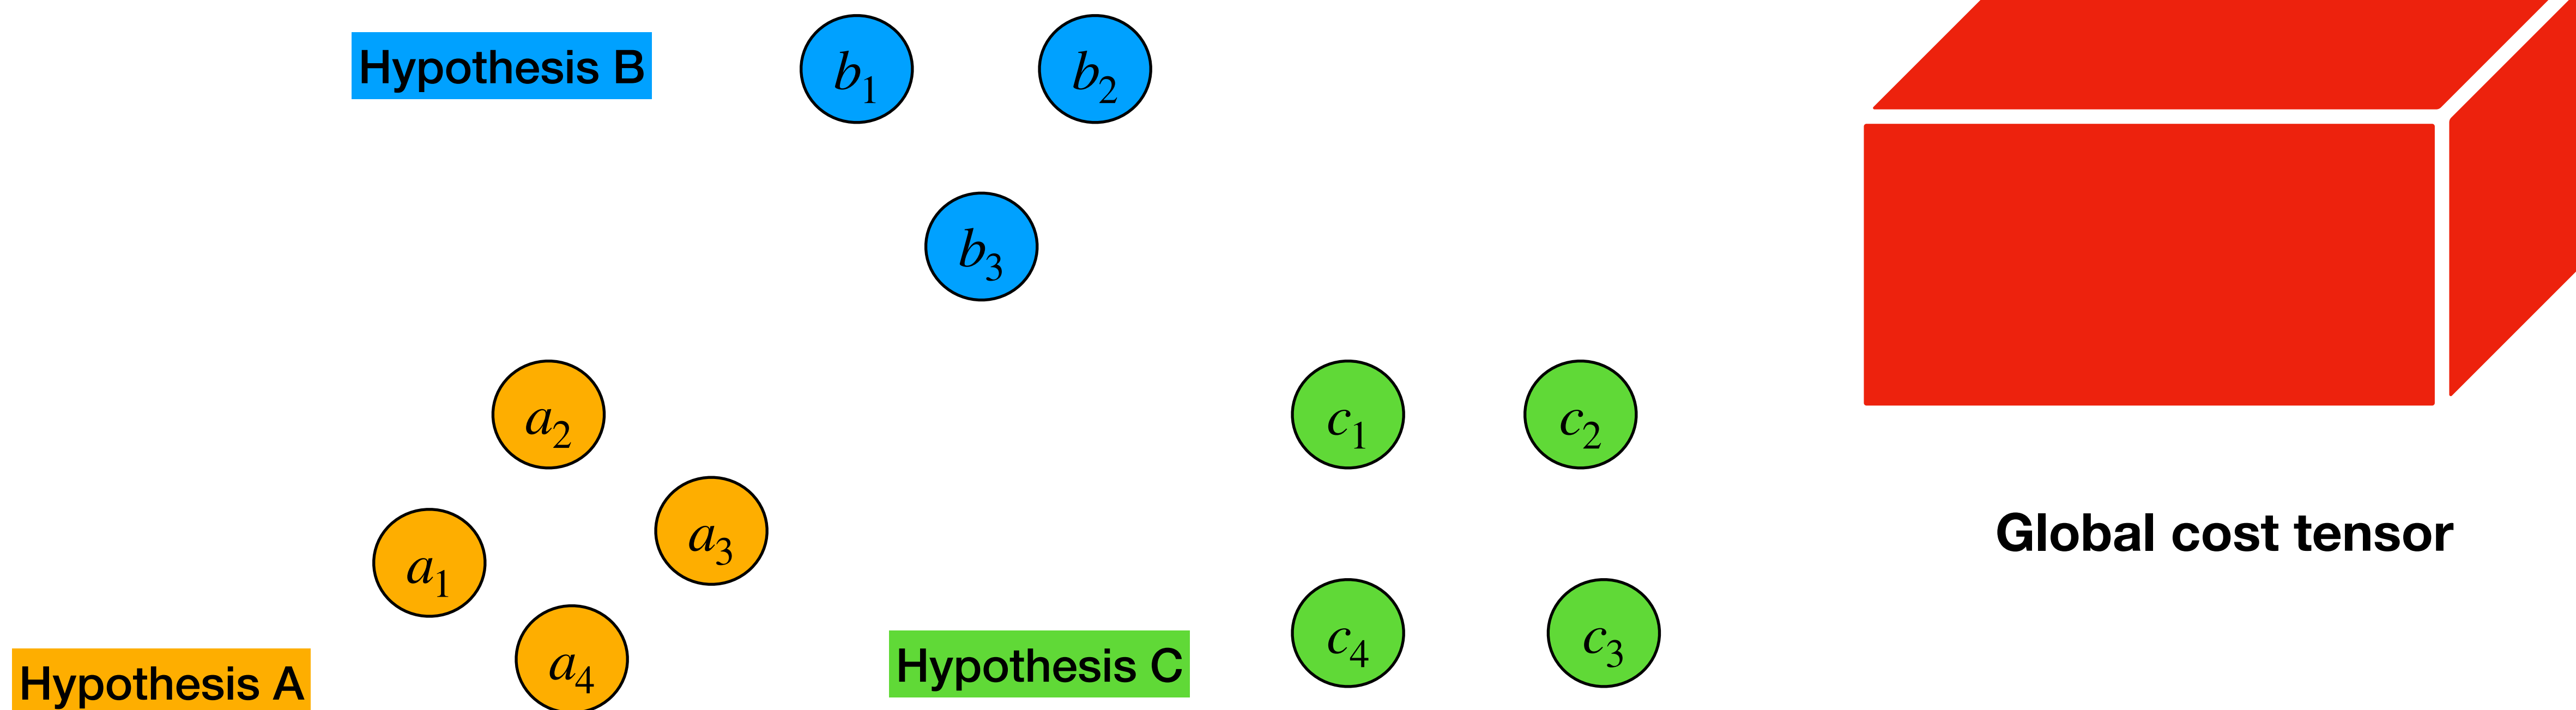 Hypothesis B
b₁
b₂
b₃
a₂
a₃
a₁
a₄
Hypothesis A
c₁
c₂
c₄
c₃
Hypothesis C
Global cost tensor